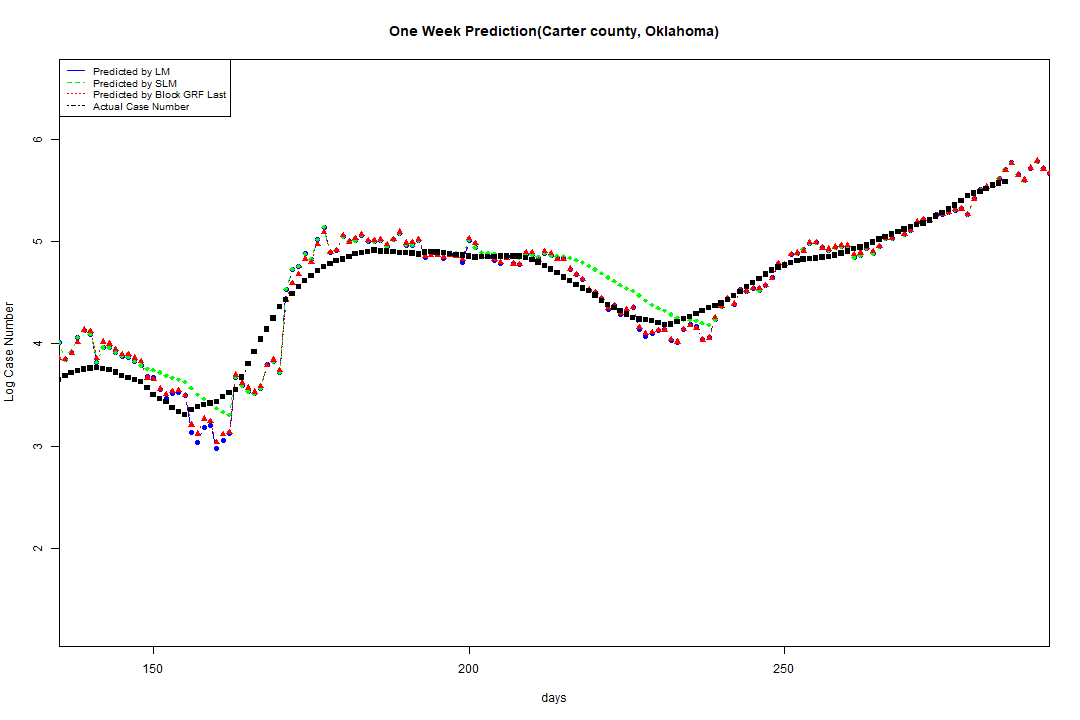 One Week Prediction(Carter county, Oklahoma)
Predicted by LM
Predicted by SLM
Predicted by Block GRF Last
Actual Case Number
6
5
4
3
2
Log Case Number
150
200
250
days